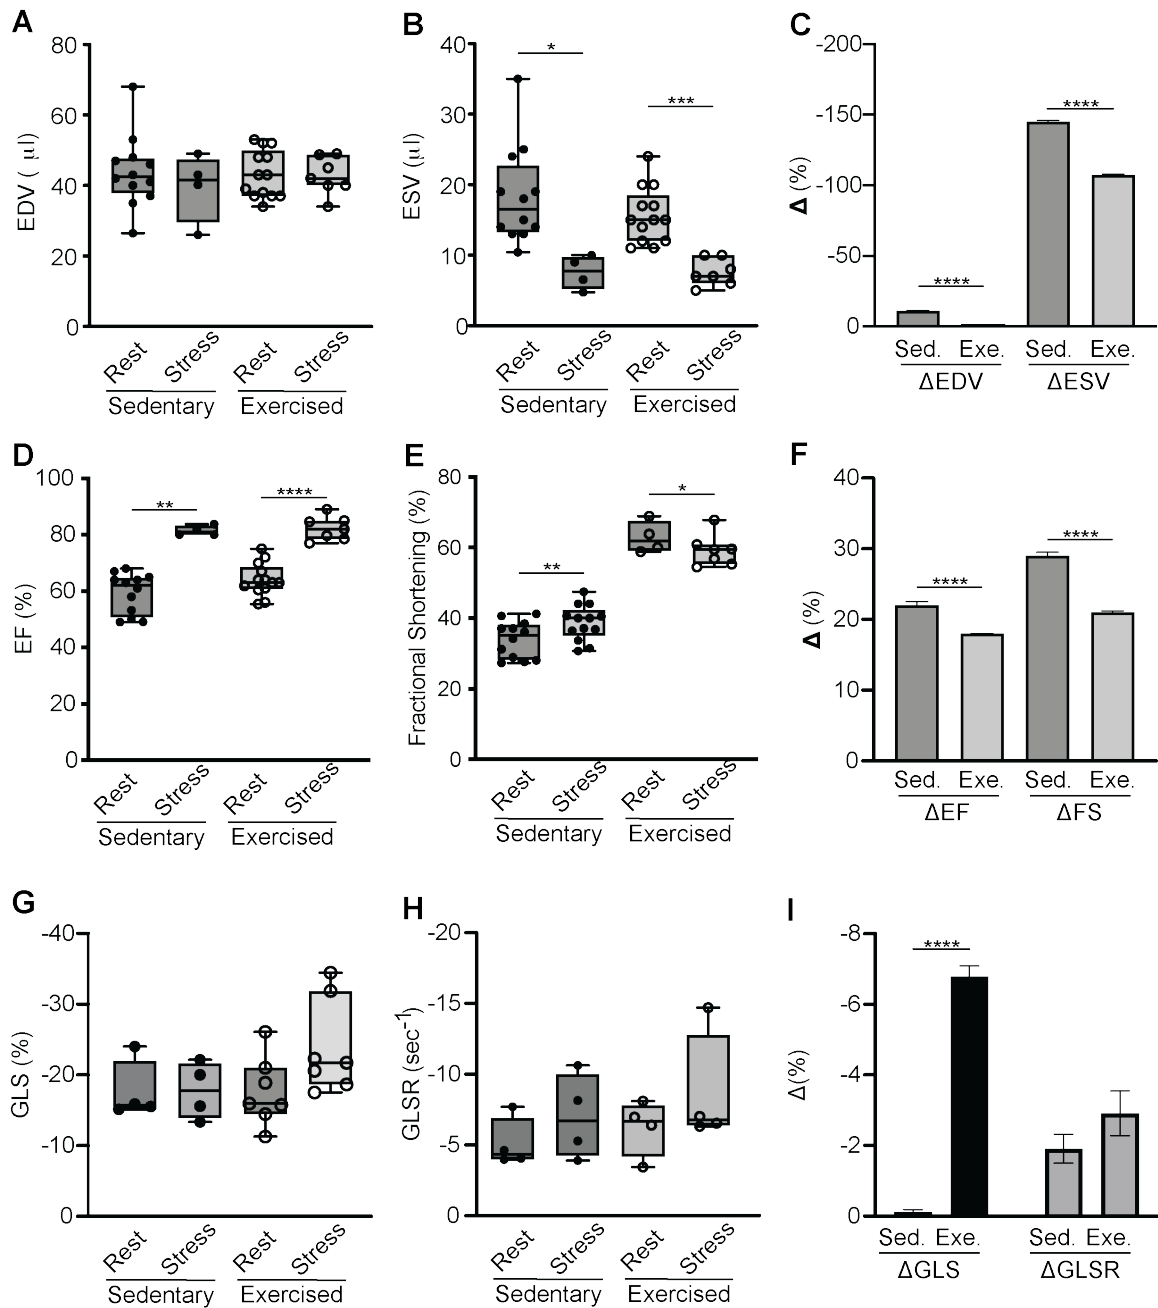 A
EDV ( μl)
80
60
40
20
0
Rest
Stress
Rest
Stress
Sedentary
Exercised
B
ESV (μl)
40
30
20
10
0
*
***
Rest
Stress
Rest
Stress
Sedentary
Exercised
C
Δ (%)
-200
-150
-100
-50
0
****
****
Sed.
Exe.
Sed.
Exe.
ΔEDV
ΔESV
D
EF (%)
100
80
60
40
20
0
**
****
Rest
Stress
Rest
Stress
Sedentary
Exercised
E
Fractional Shortening (%)
80
60
40
20
0
**
*
Rest
Stress
Rest
Stress
Sedentary
Exercised
F
Δ (%)
40
30
20
10
0
****
****
Sed.
Exe.
Sed.
Exe.
ΔEF
ΔFS
G
GLS (%)
-40
-30
-20
-10
0
Rest
Stress
Rest
Stress
Sedentary
Exercised
H
GLSR (sec⁻¹)
-20
-15
-10
-5
0
Rest
Stress
Rest
Stress
Sedentary
Exercised
I
Δ(%)
-8
-6
-4
-2
0
****
Sed.
Exe.
Sed.
Exe.
ΔGLS
ΔGLSR